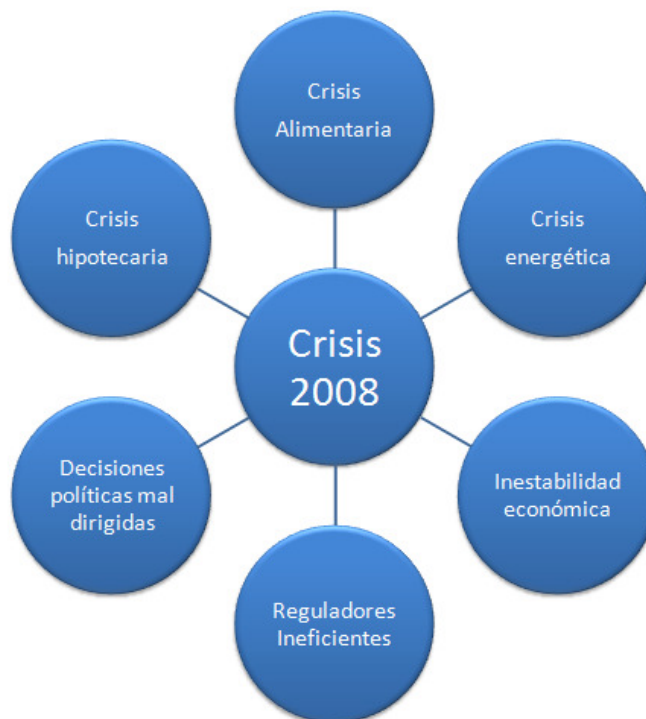 Crisis
Alimentaria
Crisis
hipotecaria
Crisis
energética
Crisis
2008
Decisiones
políticas mal
dirigidas
Inestabilidad
económica
Reguladores
Ineficientes